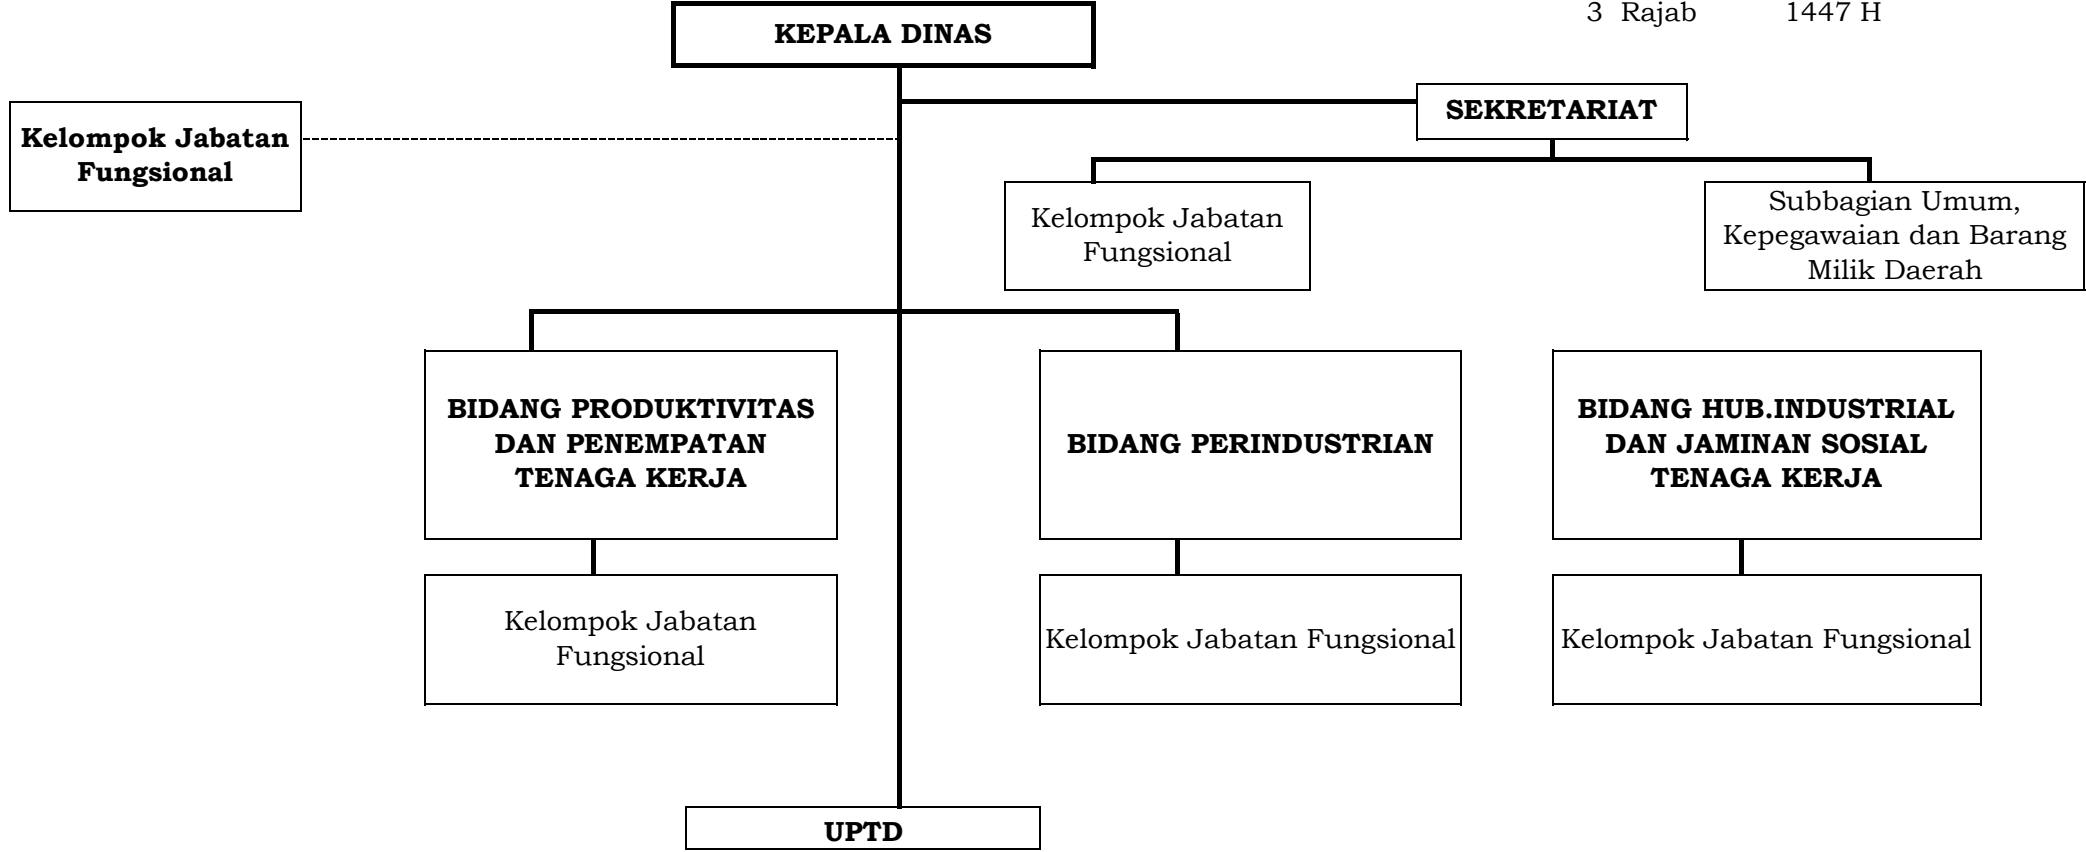 3 Rajab 1447 H
KEPALA DINAS
SEKRETARIAT
Kelompok Jabatan
Fungsional
Kelompok Jabatan
Fungsional
Subbagian Umum,
Kepegawaian dan Barang
Milik Daerah
BIDANG PRODUKTIVITAS
DAN PENEMPATAN
TENAGA KERJA
BIDANG PERINDUSTRIAN
BIDANG HUB.INDUSTRIAL
DAN JAMINAN SOSIAL
TENAGA KERJA
Kelompok Jabatan
Fungsional
Kelompok Jabatan Fungsional
Kelompok Jabatan Fungsional
UPTD